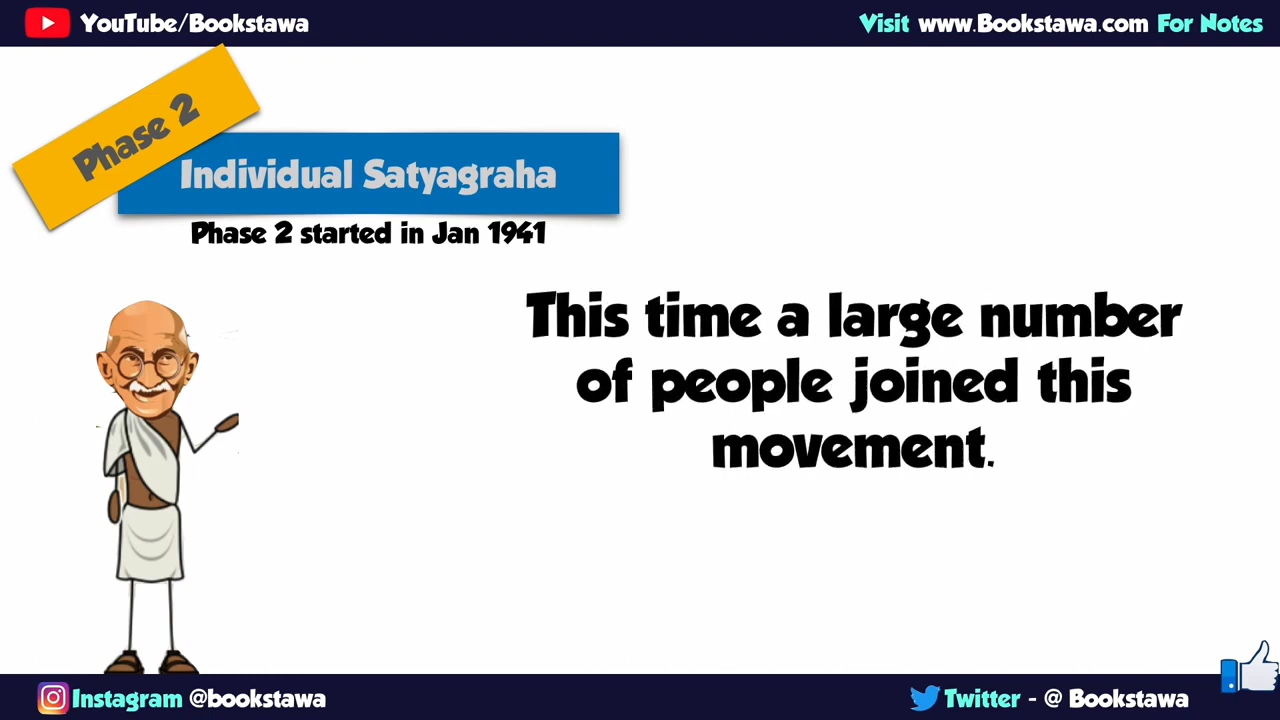 YouTube/Bookstawa
Visit www.Bookstawa.com For Notes
Phase 2
Individual Satyagraha
Phase 2 started in Jan 1941
This time a large number
of people joined this
movement.
Instagram @bookstawa
Twitter - @ Bookstawa